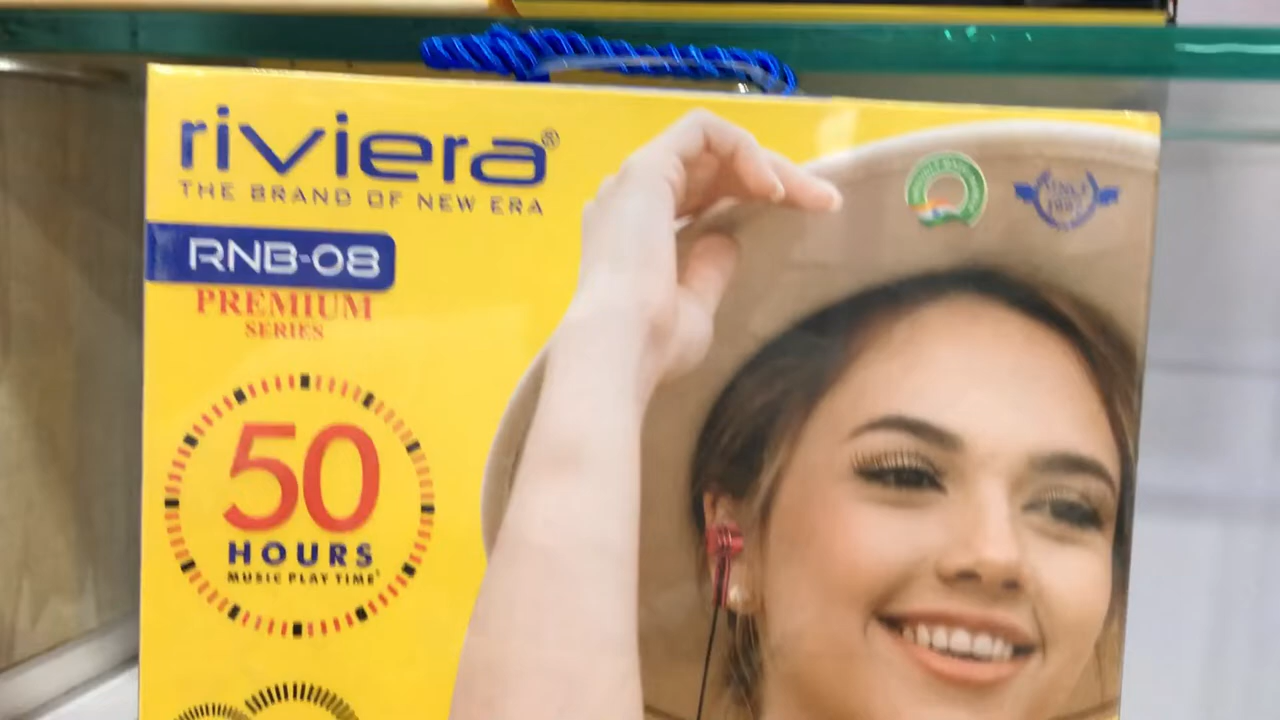 riviera®
THE BRAND OF NEW ERA
RNB-08
PREMIUM
SERIES
50
HOURS
MUSIC PLAY TIME*